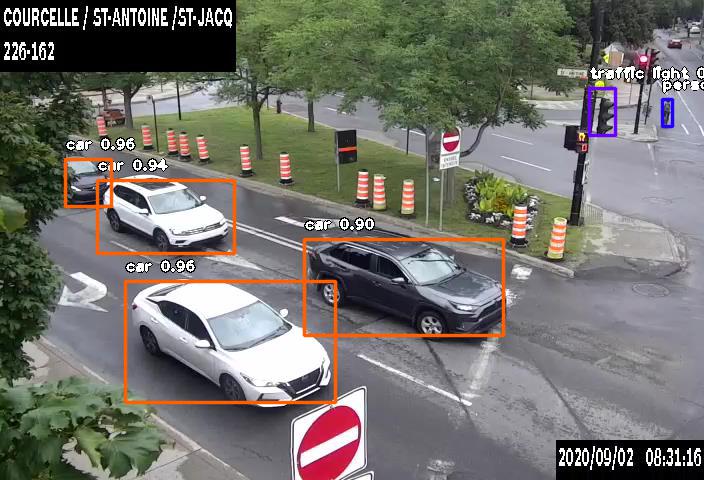 COURCELLE / ST-ANTOINE /ST-JACQ
226-162
traffic light 0
perso
car 0.96
car 0.94
car 0.90
car 0.96
2020/09/02 08:31:16